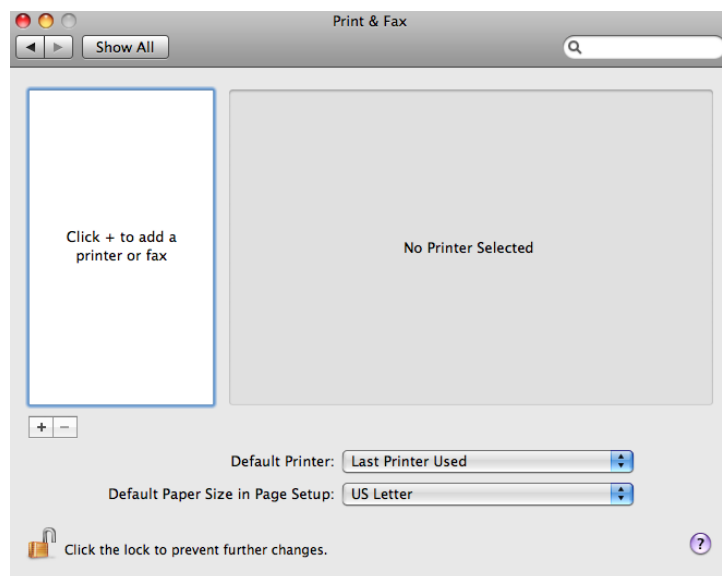 Print & Fax
Show All
Click + to add a
printer or fax
No Printer Selected
+ −
Default Printer: Last Printer Used
Default Paper Size in Page Setup: US Letter
Click the lock to prevent further changes.
?